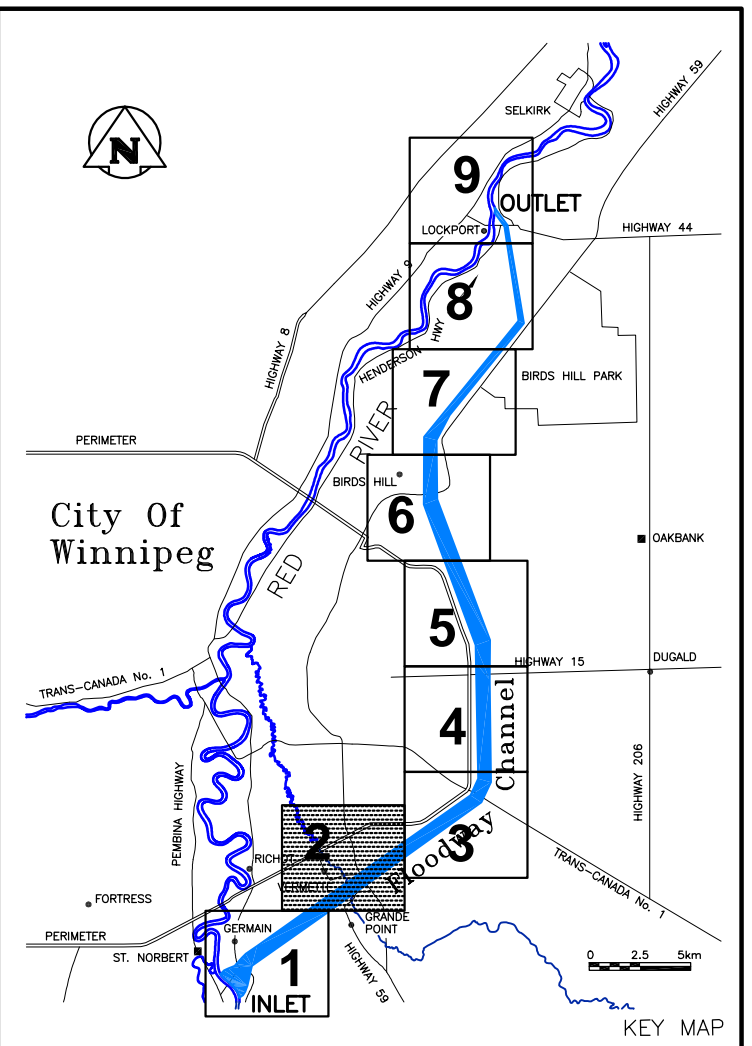 SELKIRK
HIGHWAY 59
N
9
OUTLET
LOCKPORT
HIGHWAY 44
HIGHWAY 9
8
HWY
HIGHWAY 8
HENDERSON
7
BIRDS HILL PARK
RIVER
PERIMETER
BIRDS HILL
City Of
Winnipeg
6
OAKBANK
RED
5
HIGHWAY 15
DUGALD
TRANS-CANADA No. 1
4
Channel
HIGHWAY 206
PEMBINA HIGHWAY
2
3
Floodway
RICHOT
VERMETTE
TRANS-CANADA No. 1
FORTRESS
GRANDE
POINT
GERMAIN
PERIMETER
ST. NORBERT
HIGHWAY 59
1
INLET
0 2.5 5km
KEY MAP